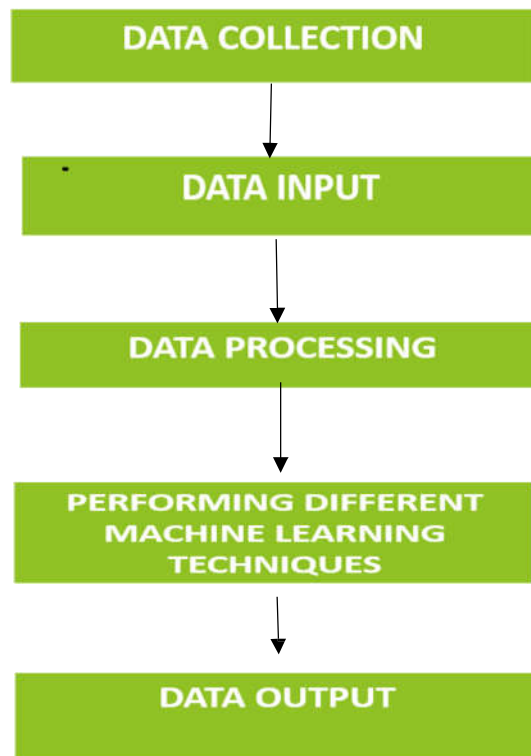 DATA COLLECTION
DATA INPUT
DATA PROCESSING
PERFORMING DIFFERENT
MACHINE LEARNING
TECHNIQUES
DATA OUTPUT